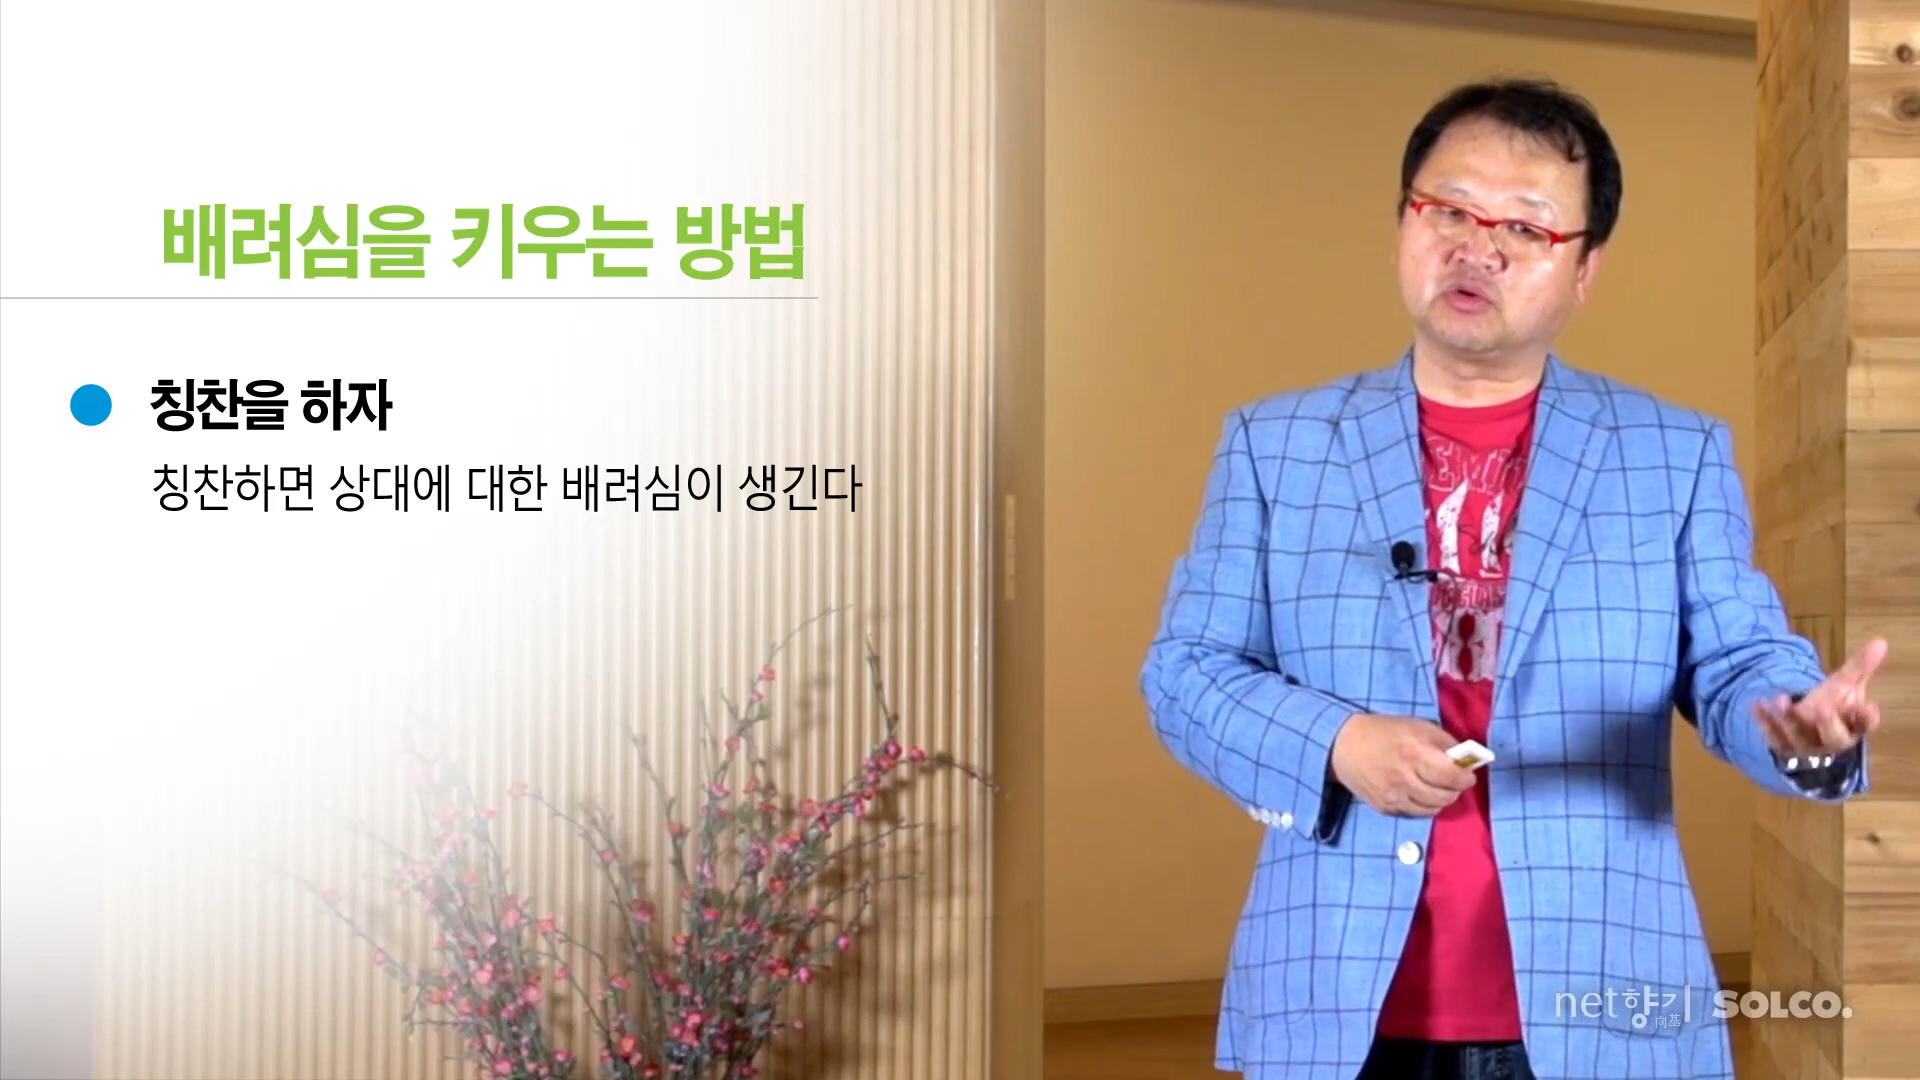 배려심을 키우는 방법
칭찬을 하자
칭찬하면 상대에 대한 배려심이 생긴다
net향기 SOLCO.
向基